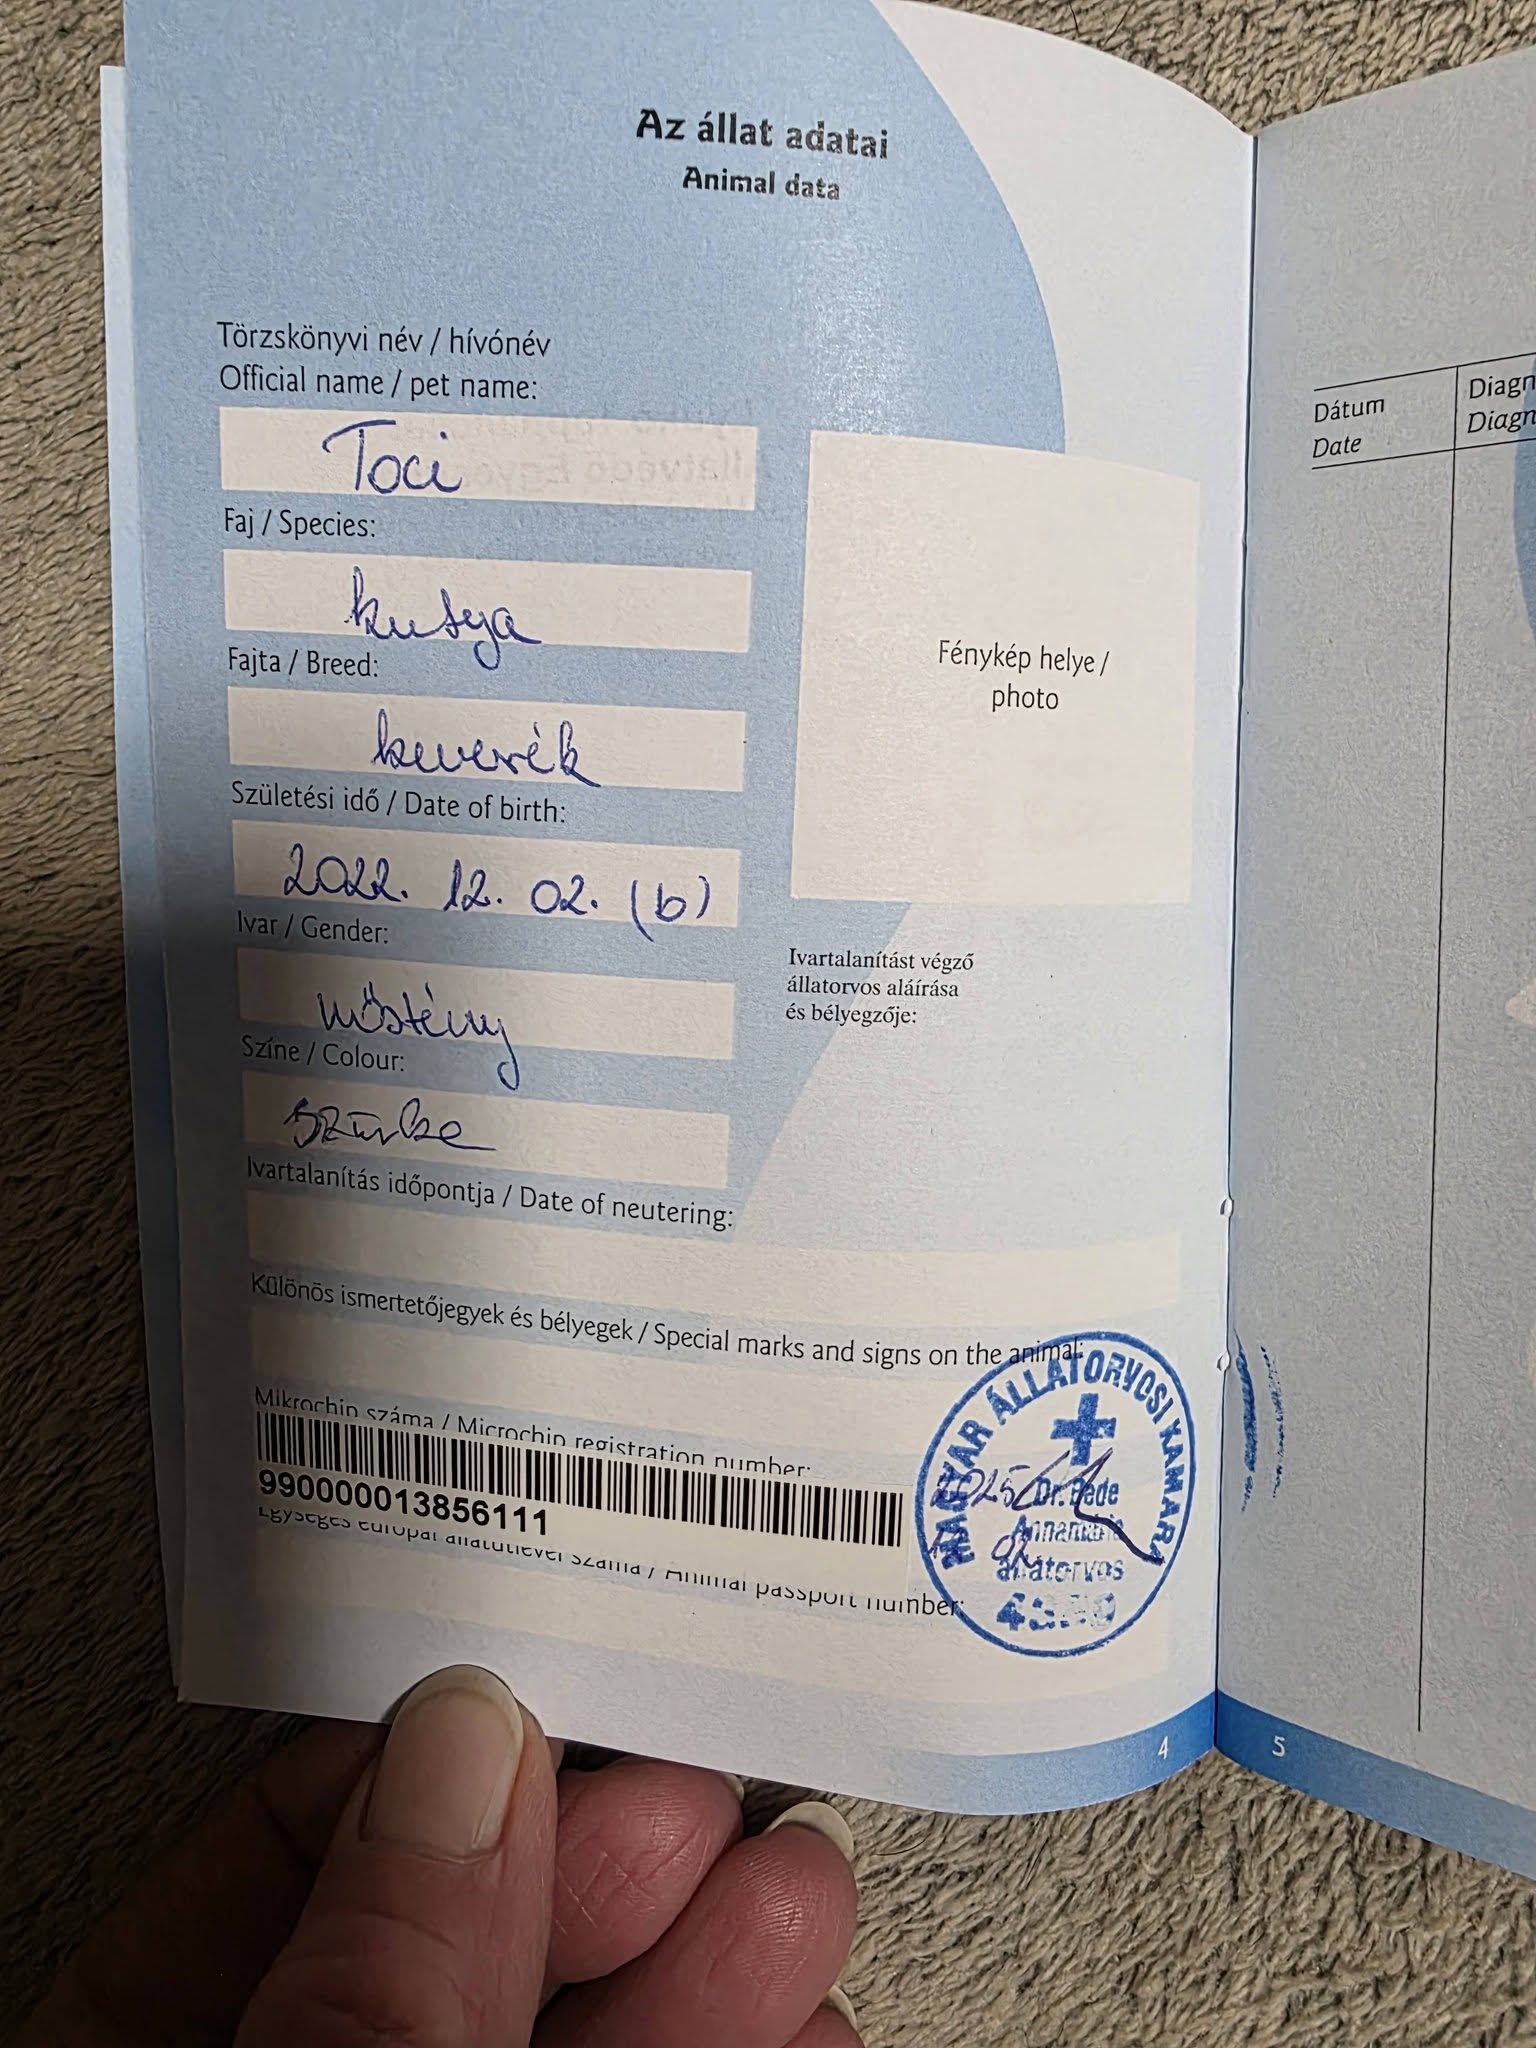 Az állat adatai
Animal data
Törzskönyvi név / hívónév
Official name / pet name:
Toci
Faj / Species:
kutya
Fajta / Breed:
keverék
Születési idő / Date of birth:
2022. 12. 02. (b)
Ivar / Gender:
nőstény
Színe / Colour:
szürke
Ivartalanítás időpontja / Date of neutering:
Különös ismertetőjegyek és bélyegek / Special marks and signs on the animal:
Mikrochip száma / Microchip registration number:
990000013856111
Egységes európai állatútlevél száma / Animal passport number:
Fénykép helye /
photo
Ivartalanítást végző
állatorvos aláírása
és bélyegzője:
MAGYAR ÁLLATORVOSI KAMARA
2025
Dr. Bede
Annamária
állatorvos
4
Dátum
Date
Diagn
Diagn
5